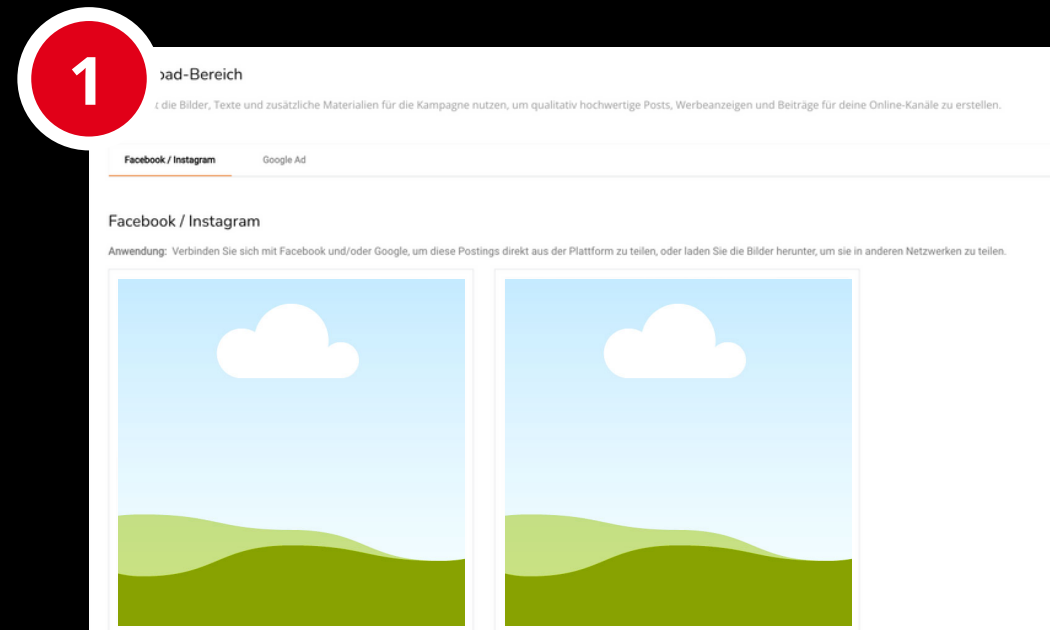 1
oad-Bereich
die Bilder, Texte und zusätzliche Materialien für die Kampagne nutzen, um qualitativ hochwertige Posts, Werbeanzeigen und Beiträge für deine Online-Kanäle zu erstellen.
Facebook / Instagram Google Ad
Facebook / Instagram
Anwendung: Verbinden Sie sich mit Facebook und/oder Google, um diese Postings direkt aus der Plattform zu teilen, oder laden Sie die Bilder herunter, um sie in anderen Netzwerken zu teilen.